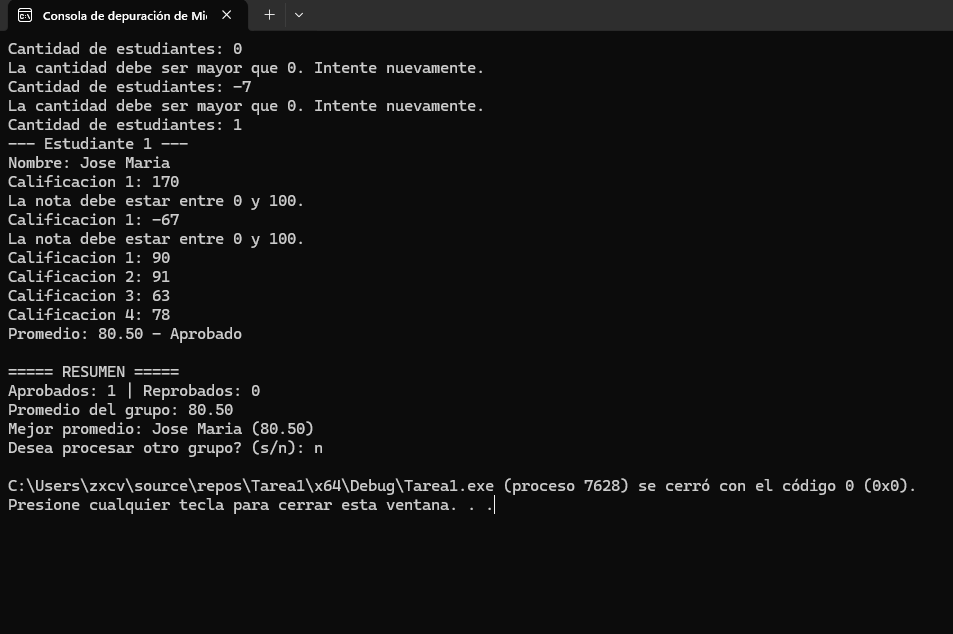 Consola de depuración de Mi
Cantidad de estudiantes: 0
La cantidad debe ser mayor que 0. Intente nuevamente.
Cantidad de estudiantes: -7
La cantidad debe ser mayor que 0. Intente nuevamente.
Cantidad de estudiantes: 1
--- Estudiante 1 ---
Nombre: Jose Maria
Calificacion 1: 170
La nota debe estar entre 0 y 100.
Calificacion 1: -67
La nota debe estar entre 0 y 100.
Calificacion 1: 90
Calificacion 2: 91
Calificacion 3: 63
Calificacion 4: 78
Promedio: 80.50 - Aprobado
===== RESUMEN =====
Aprobados: 1 | Reprobados: 0
Promedio del grupo: 80.50
Mejor promedio: Jose Maria (80.50)
Desea procesar otro grupo? (s/n): n
C:\Users\zxcv\source\repos\Tarea1\x64\Debug\Tarea1.exe (proceso 7628) se cerró con el código 0 (0x0).
Presione cualquier tecla para cerrar esta ventana. . .